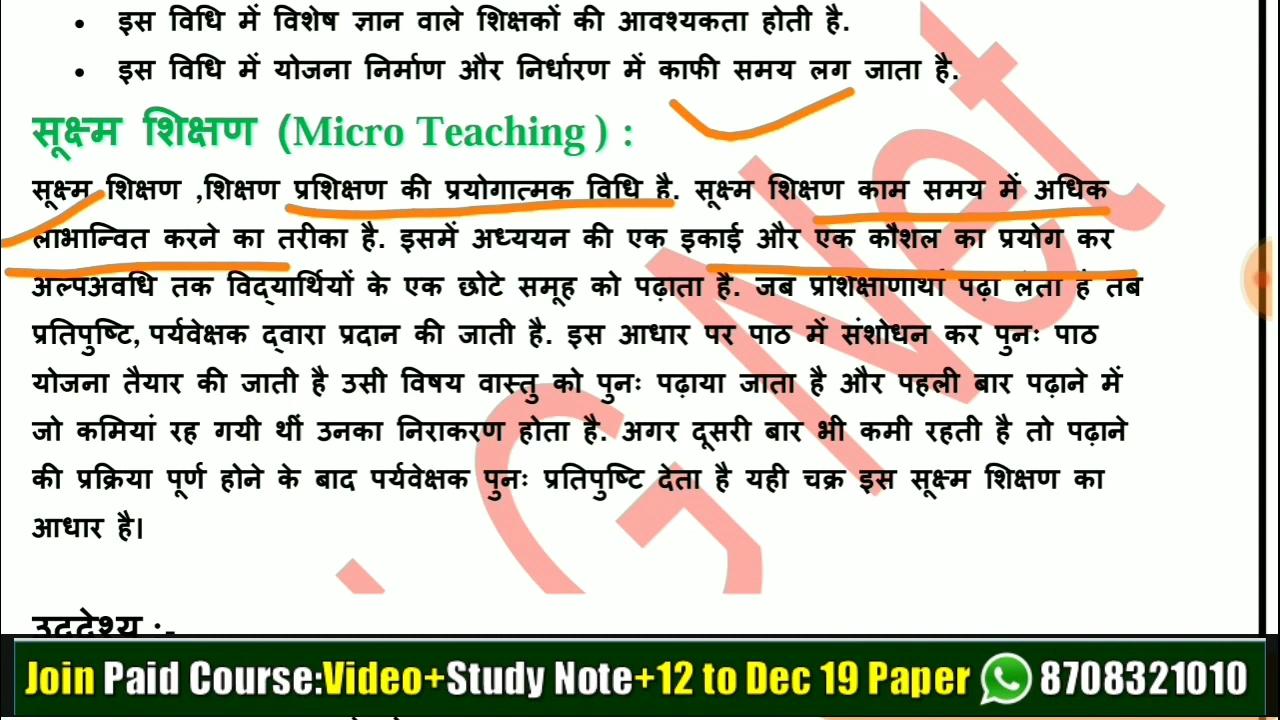 • इस विधि में विशेष ज्ञान वाले शिक्षकों की आवश्यकता होती है.
• इस विधि में योजना निर्माण और निर्धारण में काफी समय लग जाता है.
सूक्ष्म शिक्षण (Micro Teaching ) :
सूक्ष्म शिक्षण ,शिक्षण प्रशिक्षण की प्रयोगात्मक विधि है. सूक्ष्म शिक्षण काम समय में अधिक
लाभान्वित करने का तरीका है. इसमें अध्ययन की एक इकाई और एक कौशल का प्रयोग कर
अल्पअवधि तक विद्यार्थियों के एक छोटे समूह को पढ़ाता है. जब प्रशिक्षाणार्थी पढ़ा लेता है तब
प्रतिपुष्टि, पर्यवेक्षक द्वारा प्रदान की जाती है. इस आधार पर पाठ में संशोधन कर पुनः पाठ
योजना तैयार की जाती है उसी विषय वास्तु को पुनः पढ़ाया जाता है और पहली बार पढ़ाने में
जो कमियां रह गयी थीं उनका निराकरण होता है. अगर दूसरी बार भी कमी रहती है तो पढ़ाने
की प्रक्रिया पूर्ण होने के बाद पर्यवेक्षक पुनः प्रतिपुष्टि देता है यही चक्र इस सूक्ष्म शिक्षण का
आधार है।
G Net
उददेश्य :-
Join Paid Course:Video+Study Note+12 to Dec 19 Paper 8708321010